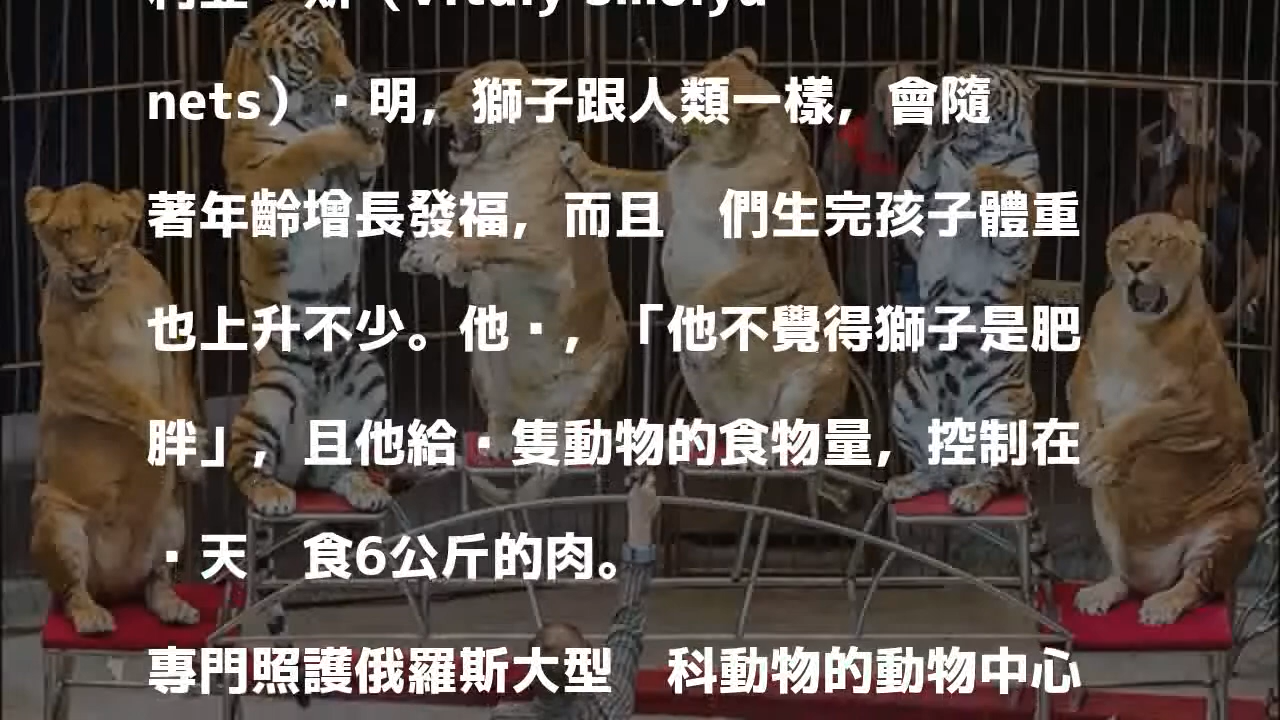 nets）·明，獅子跟人類一樣，會隨
著年齡增長發福，而且　們生完孩子體重
也上升不少。他·，「他不覺得獅子是肥
胖」，且他給·隻動物的食物量，控制在
·天　食6公斤的肉。
專門照護俄羅斯大型　科動物的動物中心